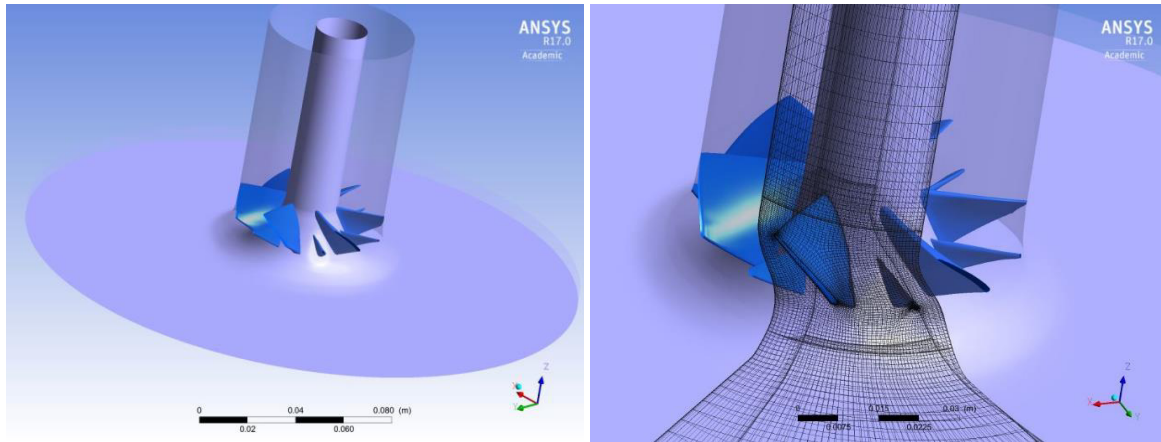 ANSYS
R17.0
Academic
0 0.04 0.080 (m)
0.02 0.060
Z
X
Y
ANSYS
R17.0
Academic
0 0.015 0.03 (m)
0.0075 0.0225
Z
X
Y